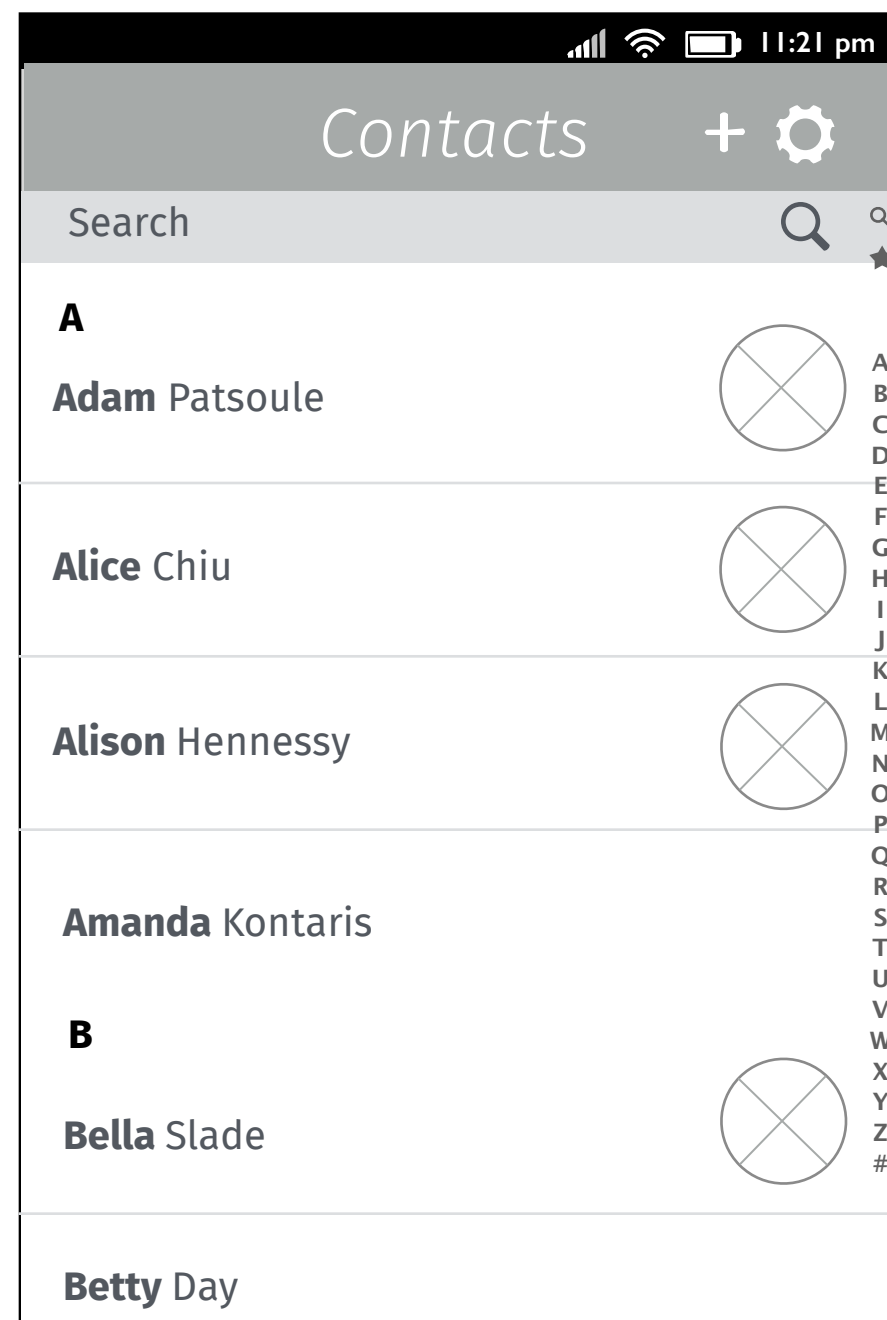 11:21 pm
Contacts
Search
A
Adam Patsoule
Alice Chiu
Alison Hennessy
Amanda Kontaris
B
Bella Slade
Betty Day
A
B
C
D
E
F
G
H
I
J
K
L
M
N
O
P
Q
R
S
T
U
V
W
X
Y
Z
#